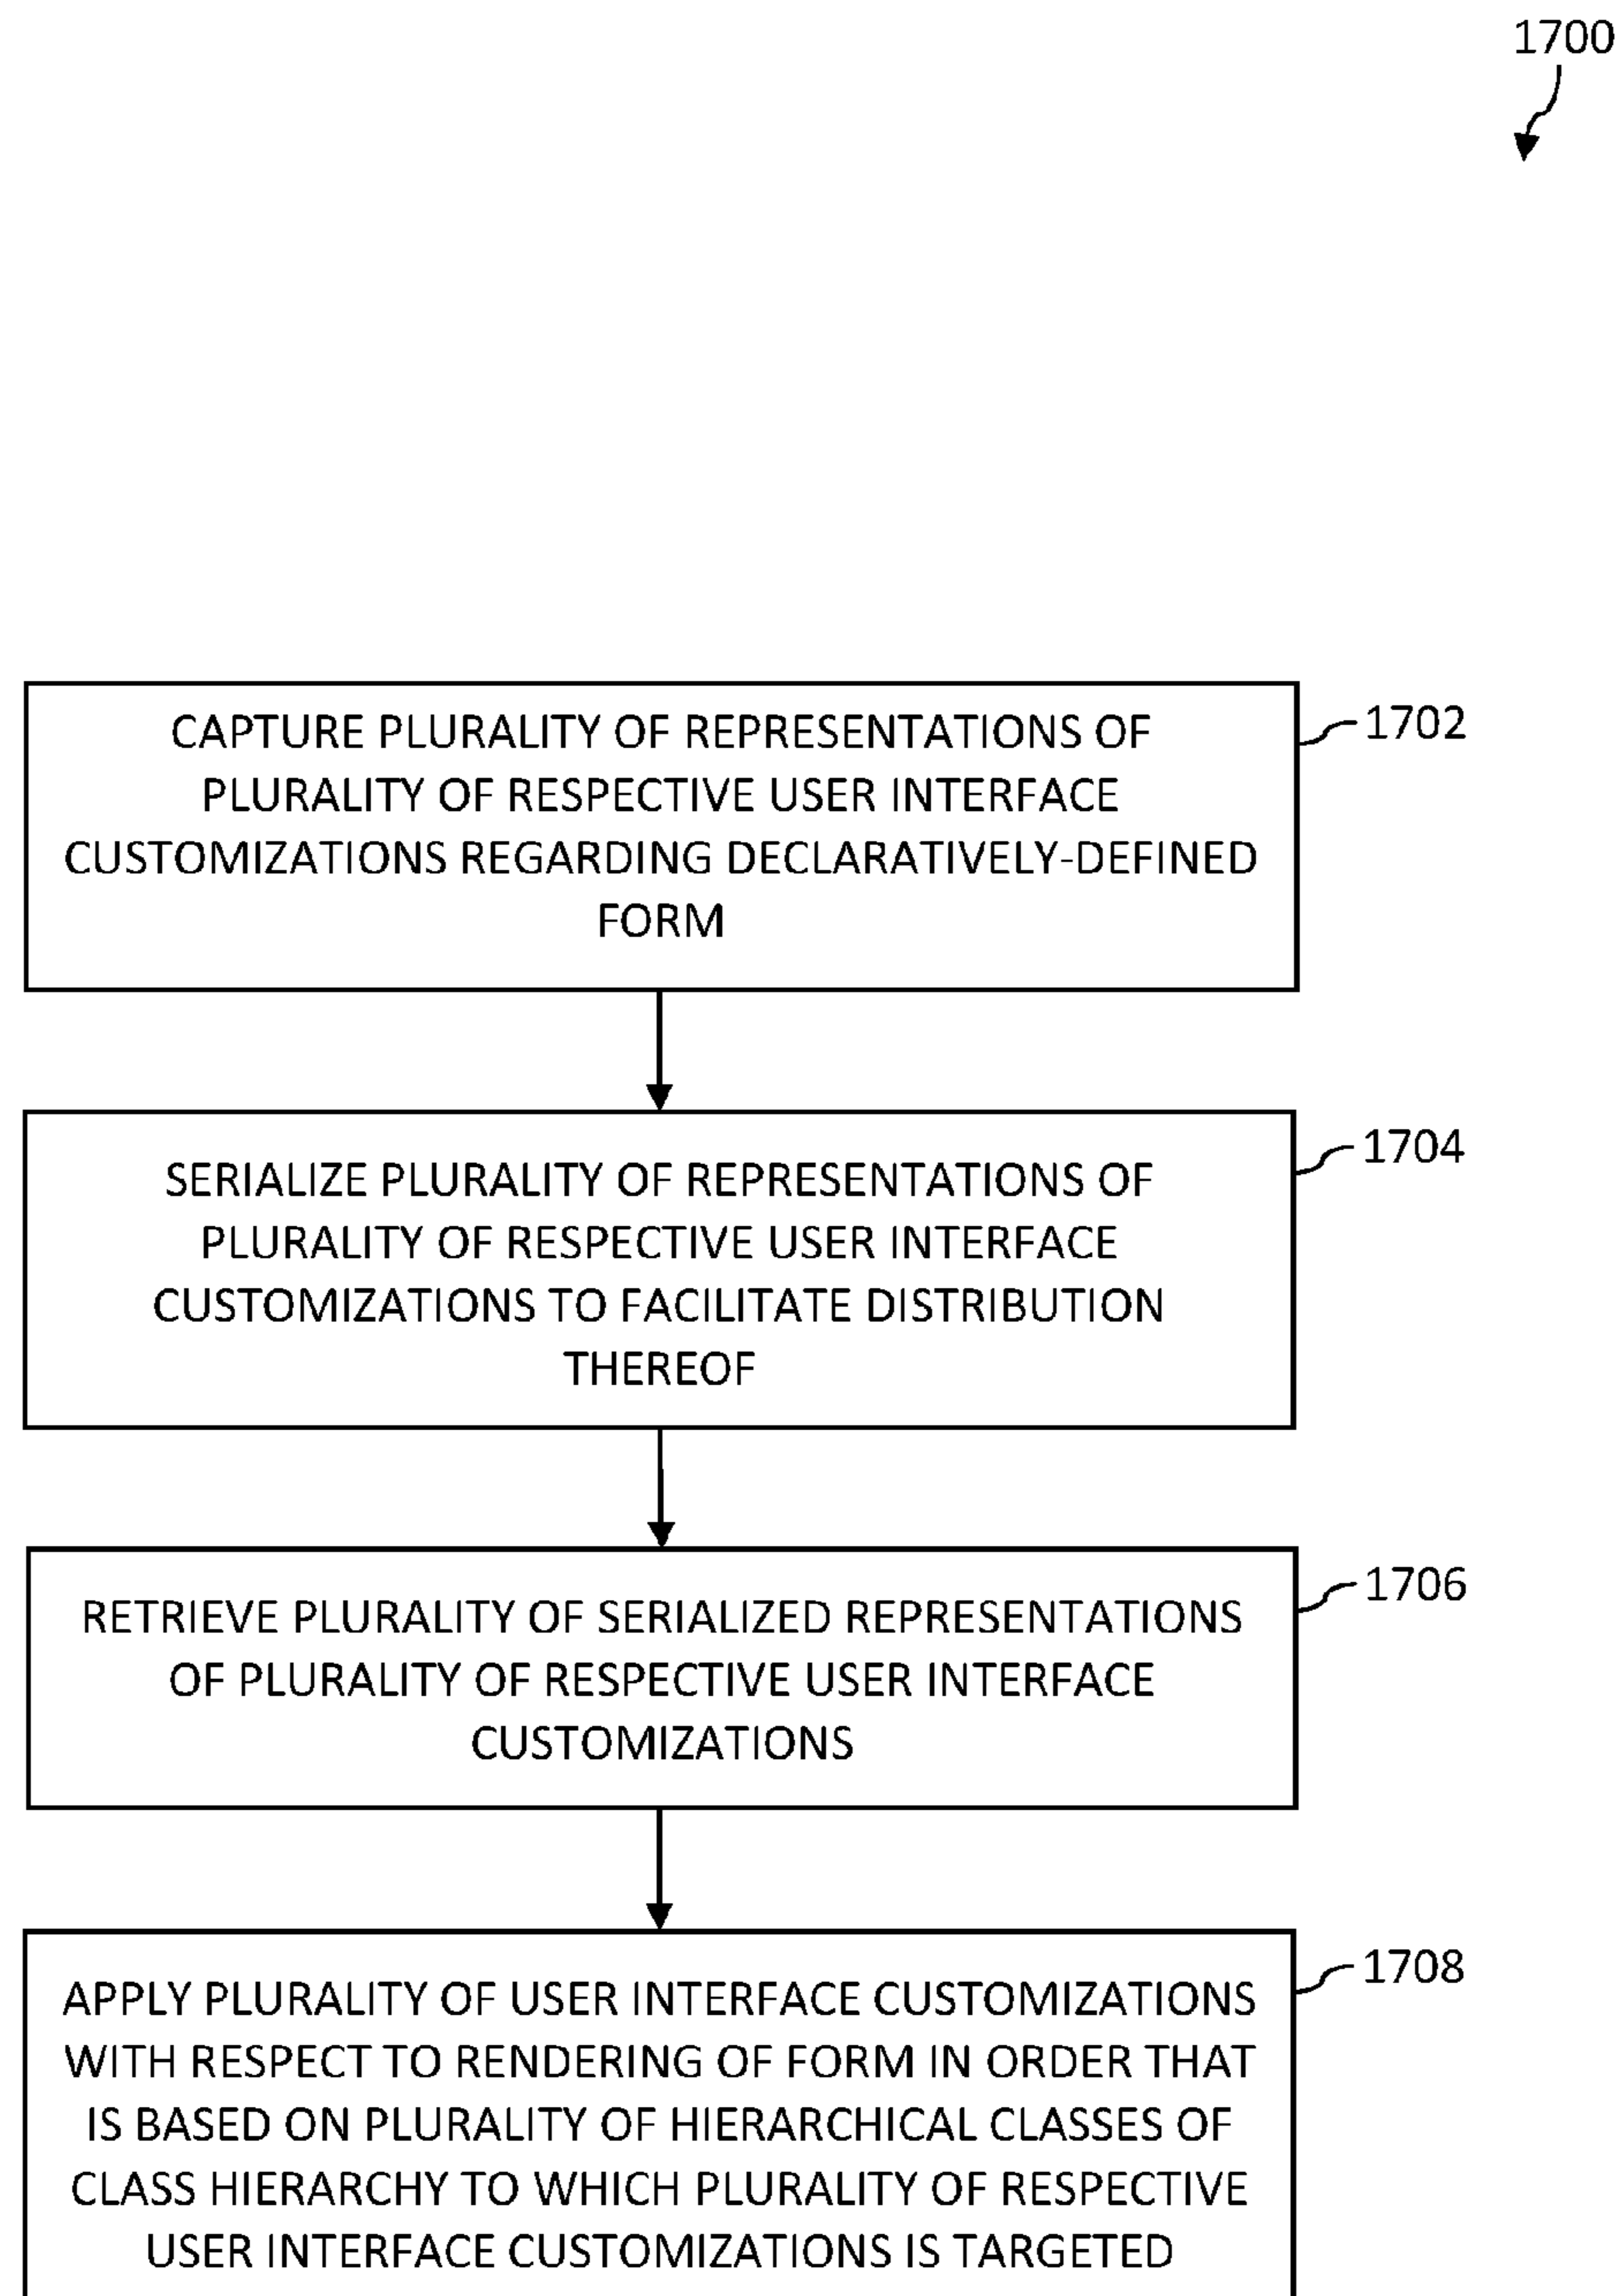 1700
CAPTURE PLURALITY OF REPRESENTATIONS OF
PLURALITY OF RESPECTIVE USER INTERFACE
CUSTOMIZATIONS REGARDING DECLARATIVELY-DEFINED
FORM
1702
SERIALIZE PLURALITY OF REPRESENTATIONS OF
PLURALITY OF RESPECTIVE USER INTERFACE
CUSTOMIZATIONS TO FACILITATE DISTRIBUTION
THEREOF
1704
RETRIEVE PLURALITY OF SERIALIZED REPRESENTATIONS
OF PLURALITY OF RESPECTIVE USER INTERFACE
CUSTOMIZATIONS
1706
APPLY PLURALITY OF USER INTERFACE CUSTOMIZATIONS
WITH RESPECT TO RENDERING OF FORM IN ORDER THAT
IS BASED ON PLURALITY OF HIERARCHICAL CLASSES OF
CLASS HIERARCHY TO WHICH PLURALITY OF RESPECTIVE
USER INTERFACE CUSTOMIZATIONS IS TARGETED
1708